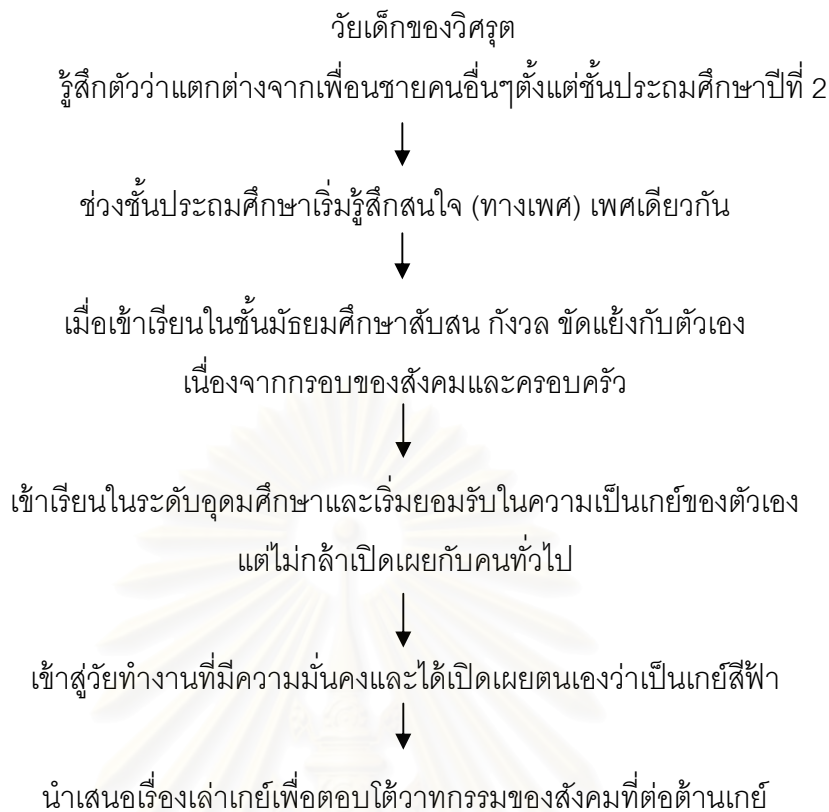 วัยเด็กของวิศรุต
รู้สึกตัวว่าแตกต่างจากเพื่อนชายคนอื่นๆตั้งแต่ชั้นประถมศึกษาปีที่ 2
ช่วงชั้นประถมศึกษาเริ่มรู้สึกสนใจ (ทางเพศ) เพศเดียวกัน
เมื่อเข้าเรียนในชั้นมัธยมศึกษาสับสน กังวล ขัดแย้งกับตัวเอง
เนื่องจากกรอบของสังคมและครอบครัว
เข้าเรียนในระดับอุดมศึกษาและเริ่มยอมรับในความเป็นเกย์ของตัวเอง
แต่ไม่กล้าเปิดเผยกับคนทั่วไป
เข้าสู่วัยทำงานที่มีความมั่นคงและได้เปิดเผยตนเองว่าเป็นเกย์สีฟ้า
นำเสนอเรื่องเล่าเกย์เพื่อตอบโต้วาทกรรมของสังคมที่ต่อต้านเกย์